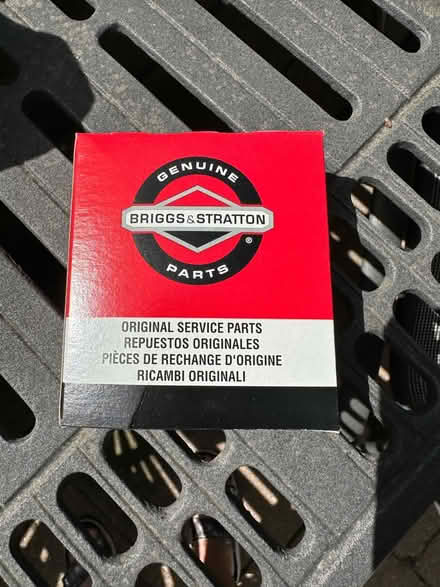 GENUINE
BRIGGS&STRATTON
®
PARTS
ORIGINAL SERVICE PARTS
REPUESTOS ORIGINALES
PIÈCES DE RECHANGE D'ORIGINE
RICAMBI ORIGINALI